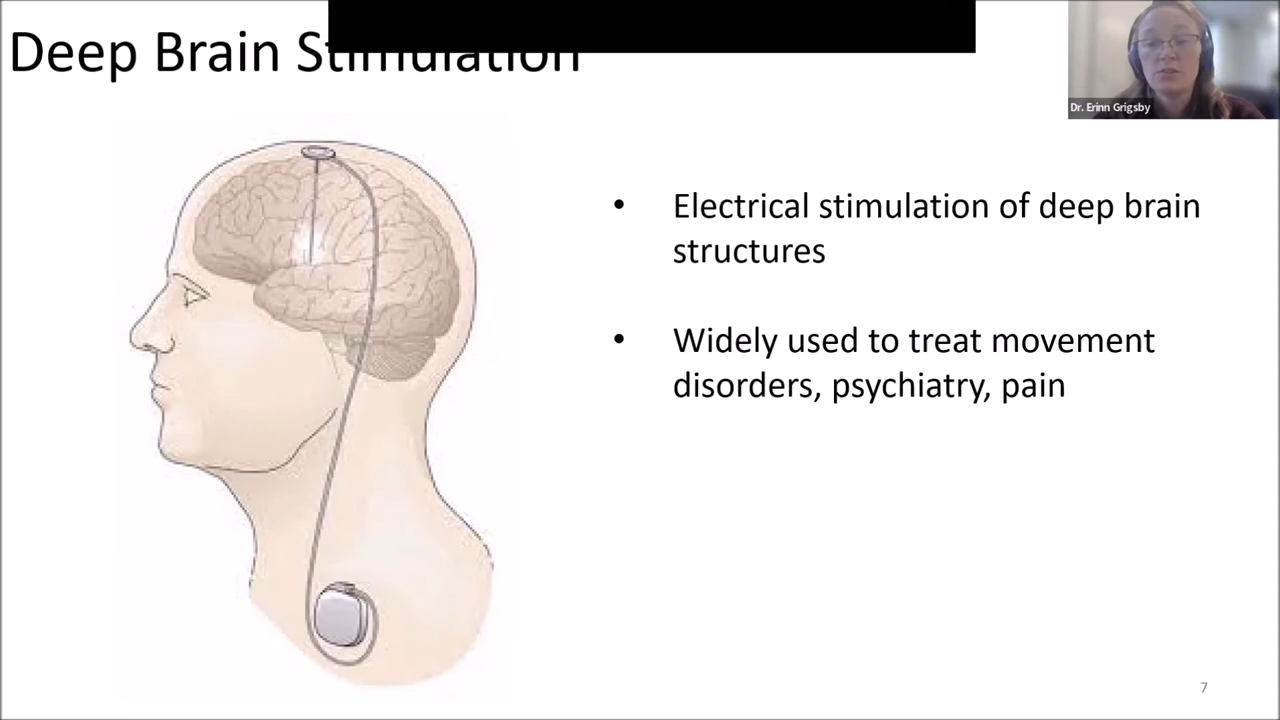 Deep Brain Stimulation
Dr. Erinn Grigsby
• Electrical stimulation of deep brain
structures
• Widely used to treat movement
disorders, psychiatry, pain
7